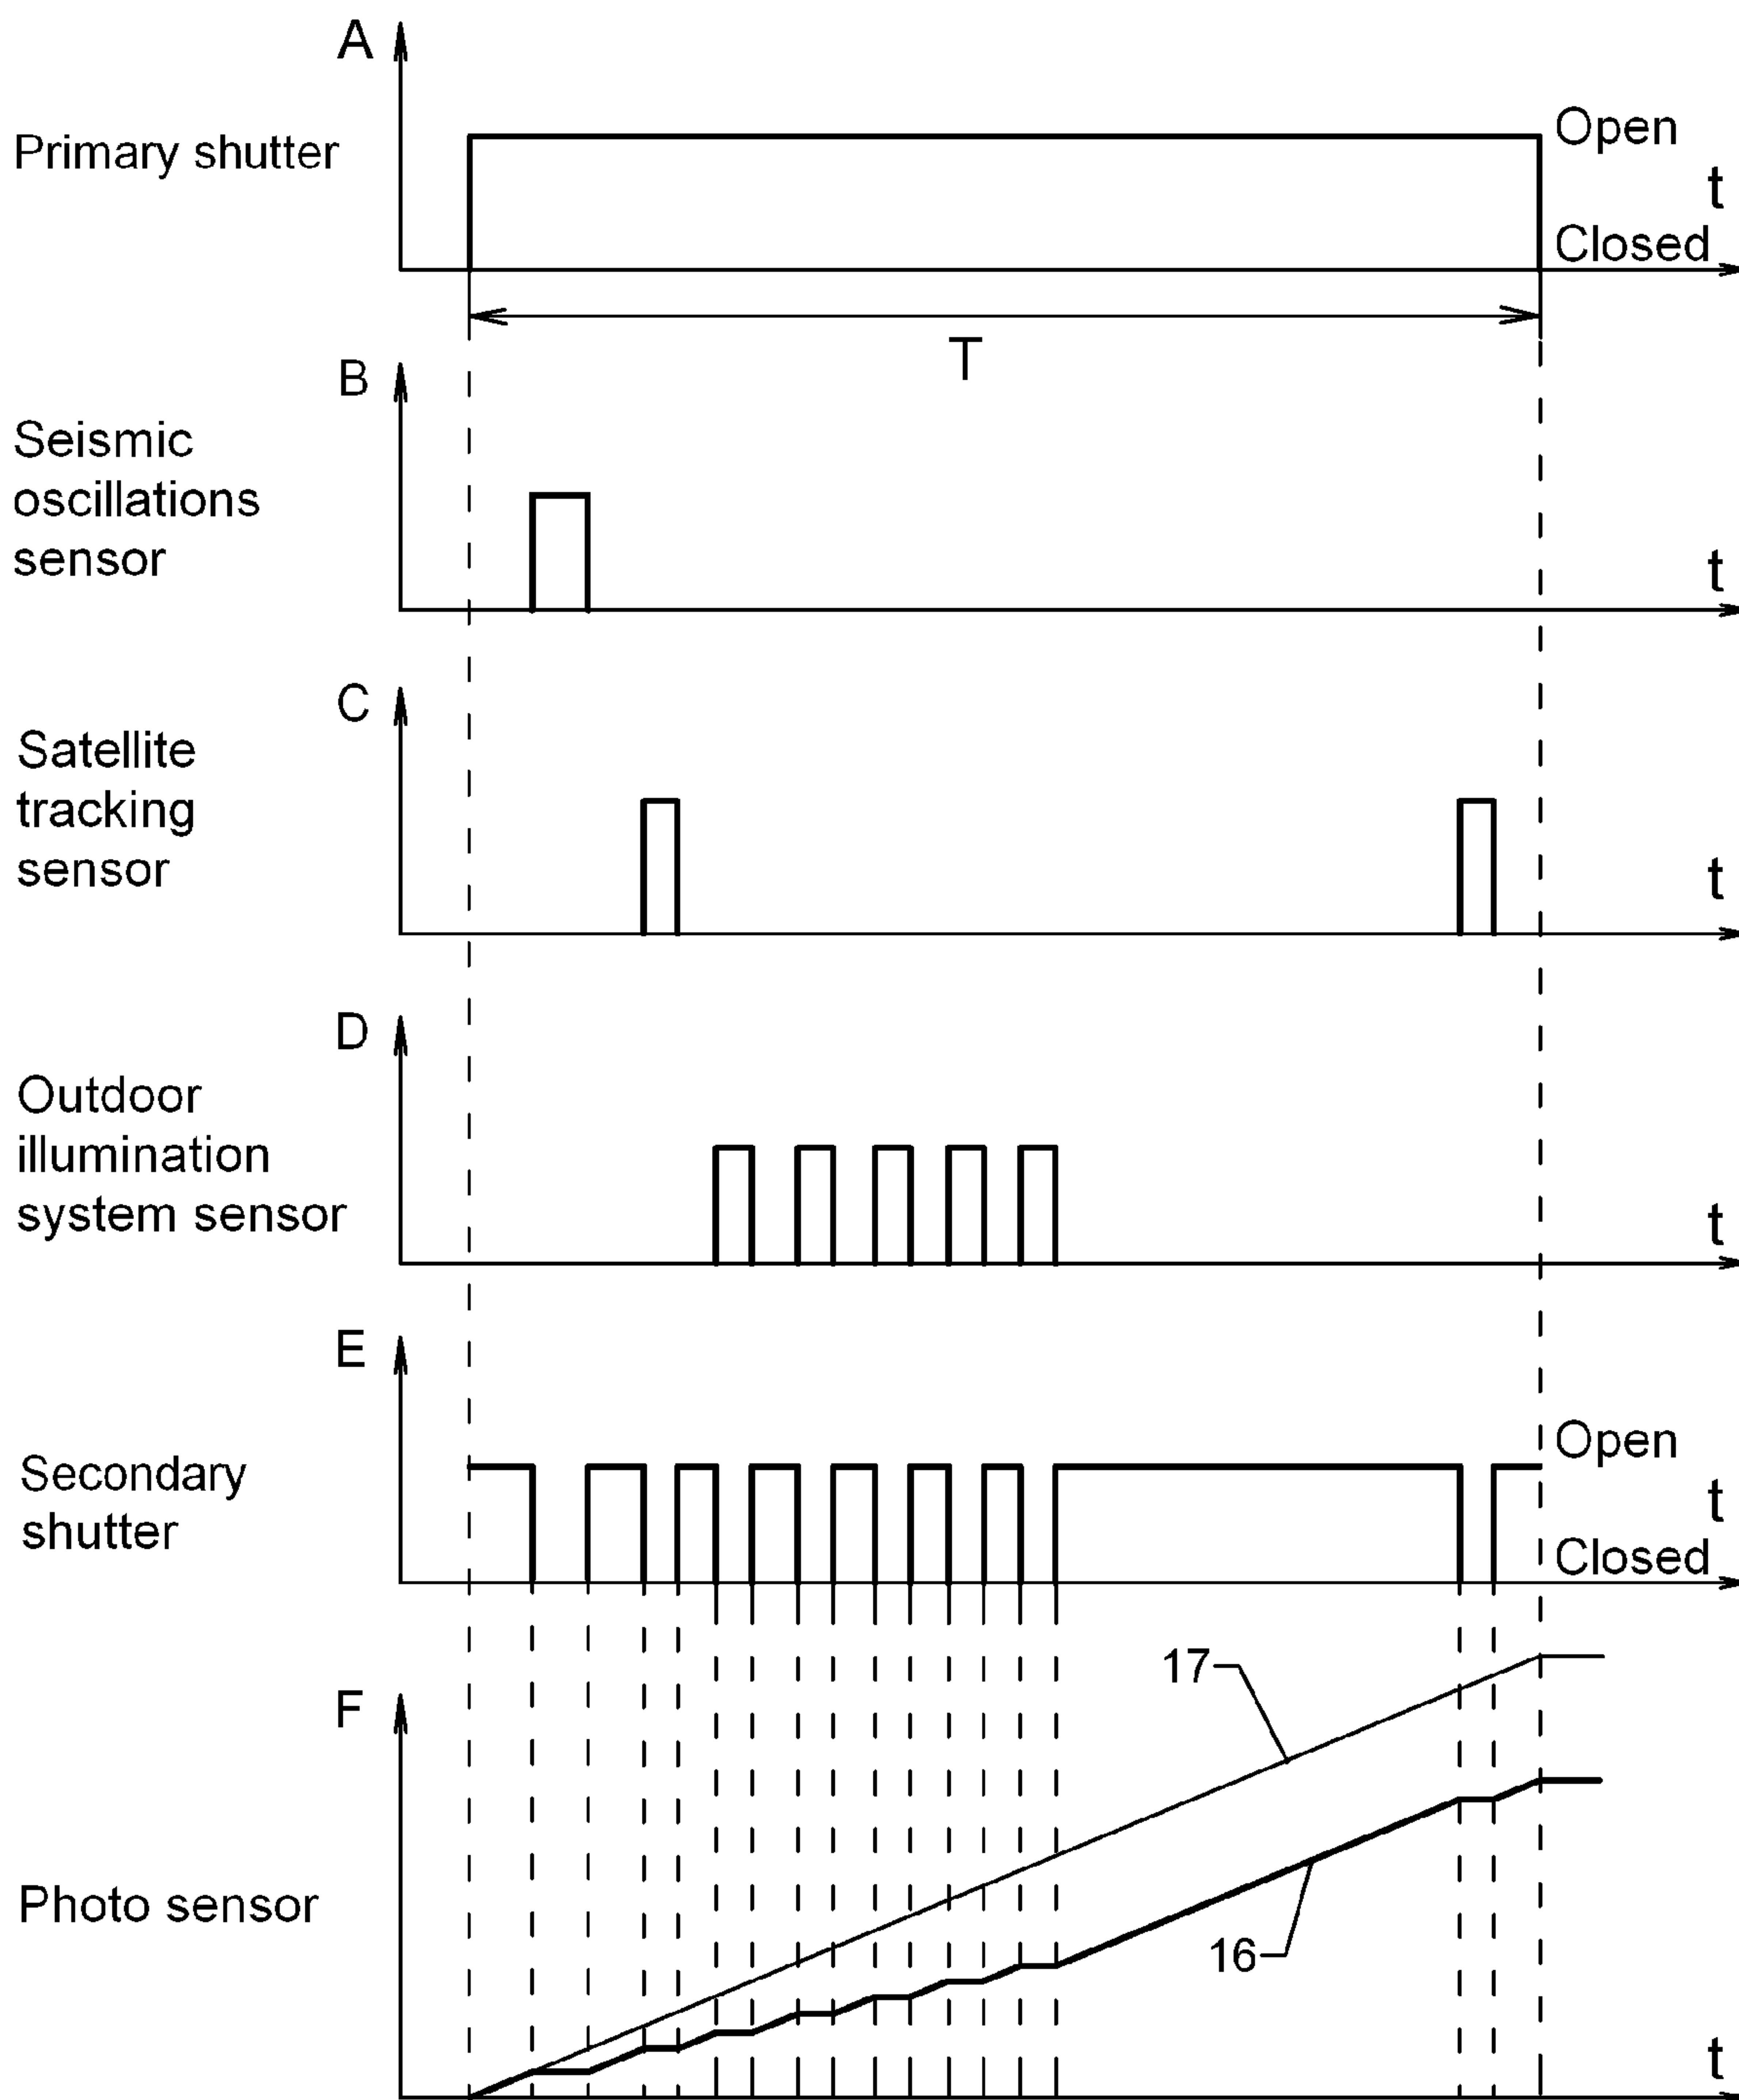 A
Primary shutter
Open
t
Closed
T
B
Seismic
oscillations
sensor
t
C
Satellite
tracking
sensor
t
D
Outdoor
illumination
system sensor
t
E
Secondary
shutter
Open
t
Closed
17
F
Photo sensor
16
t